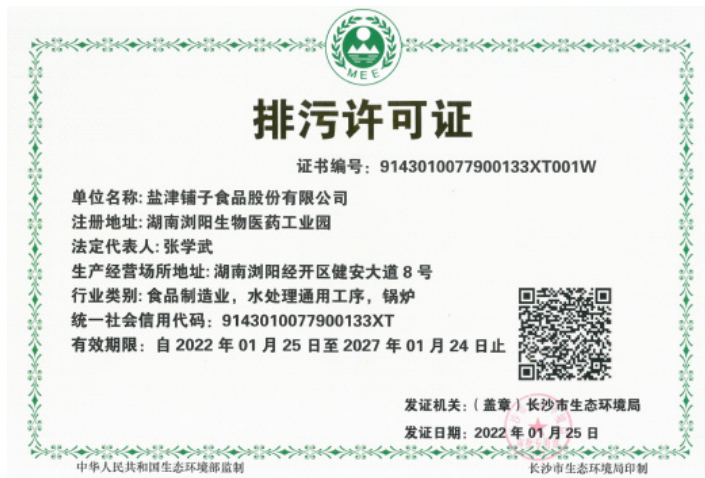 MEE
排污许可证
证书编号：9143010077900133XT001W
单位名称: 盐津铺子食品股份有限公司
注册地址: 湖南浏阳生物医药工业园
法定代表人: 张学武
生产经营场所地址: 湖南浏阳经开区健安大道 8 号
行业类别: 食品制造业，水处理通用工序，锅炉
统一社会信用代码：9143010077900133XT
有效期限：自 2022 年 01 月 25 日至 2027 年 01 月 24 日止
发证机关:（盖章）长沙市生态环境局
发证日期: 2022 年 01 月 25 日
中华人民共和国生态环境部监制
长沙市生态环境局印制